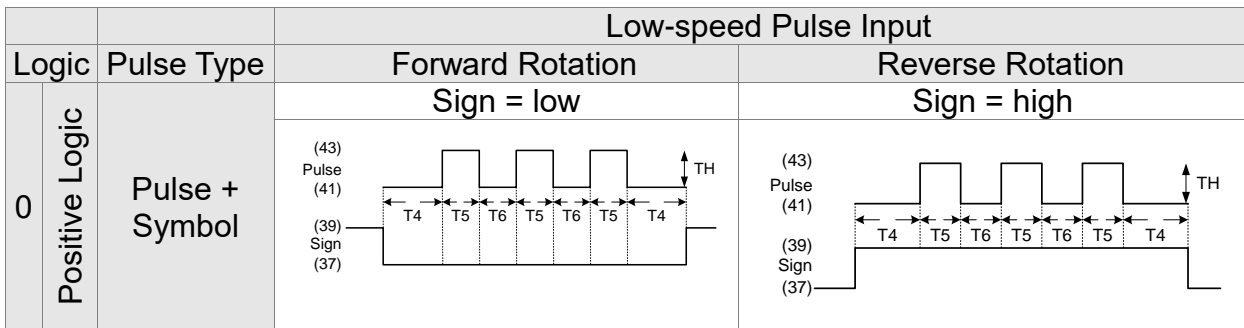 Low-speed Pulse Input
Logic Pulse Type Forward Rotation Reverse Rotation
0 Positive Logic Pulse + Symbol
Sign = low
(43)
Pulse
(41)
TH
T4 T5 T6 T5 T6 T5 T4
(39)
Sign
(37)
Sign = high
(43)
Pulse
(41)
TH
T4 T5 T6 T5 T6 T5 T4
(39)
Sign
(37)